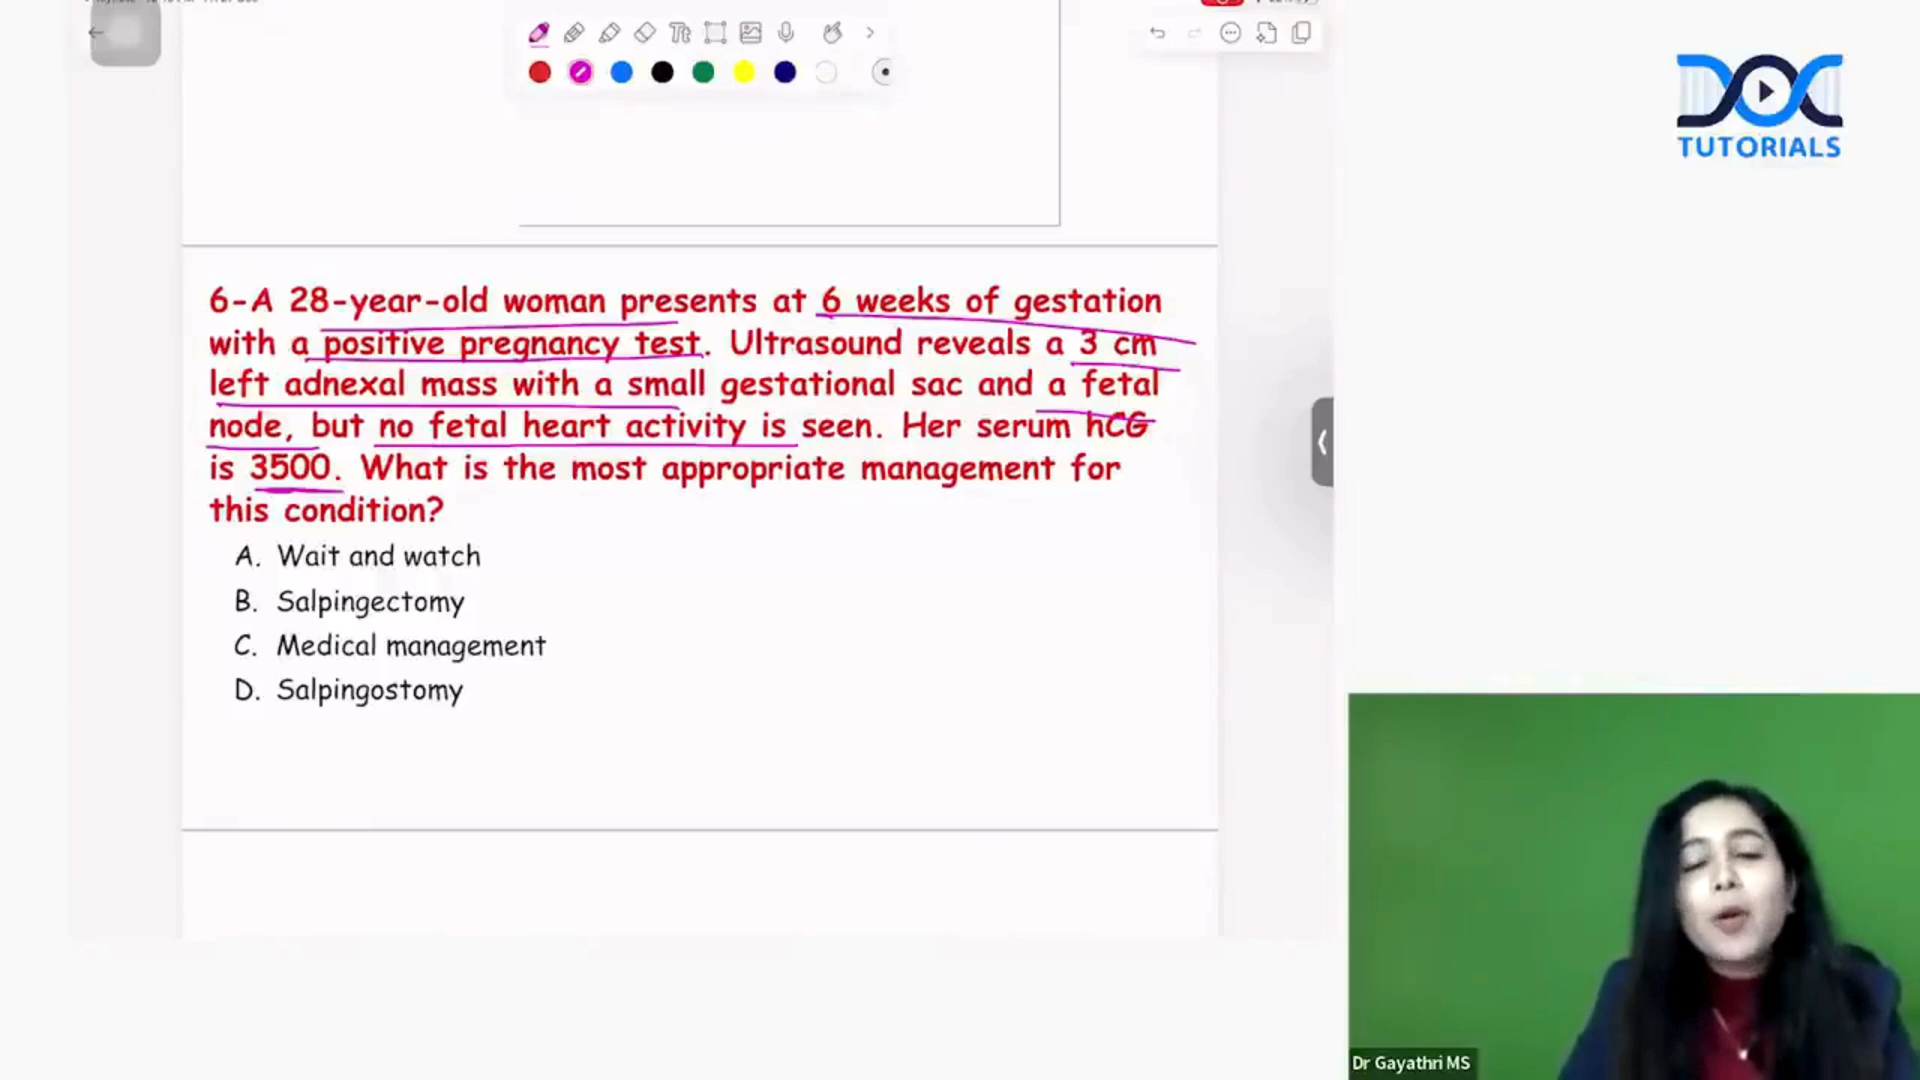 Tt
TUTORIALS
6-A 28-year-old woman presents at 6 weeks of gestation
with a positive pregnancy test. Ultrasound reveals a 3 cm
left adnexal mass with a small gestational sac and a fetal
node, but no fetal heart activity is seen. Her serum hCG
is 3500. What is the most appropriate management for
this condition?
A. Wait and watch
B. Salpingectomy
C. Medical management
D. Salpingostomy
Dr Gayathri MS